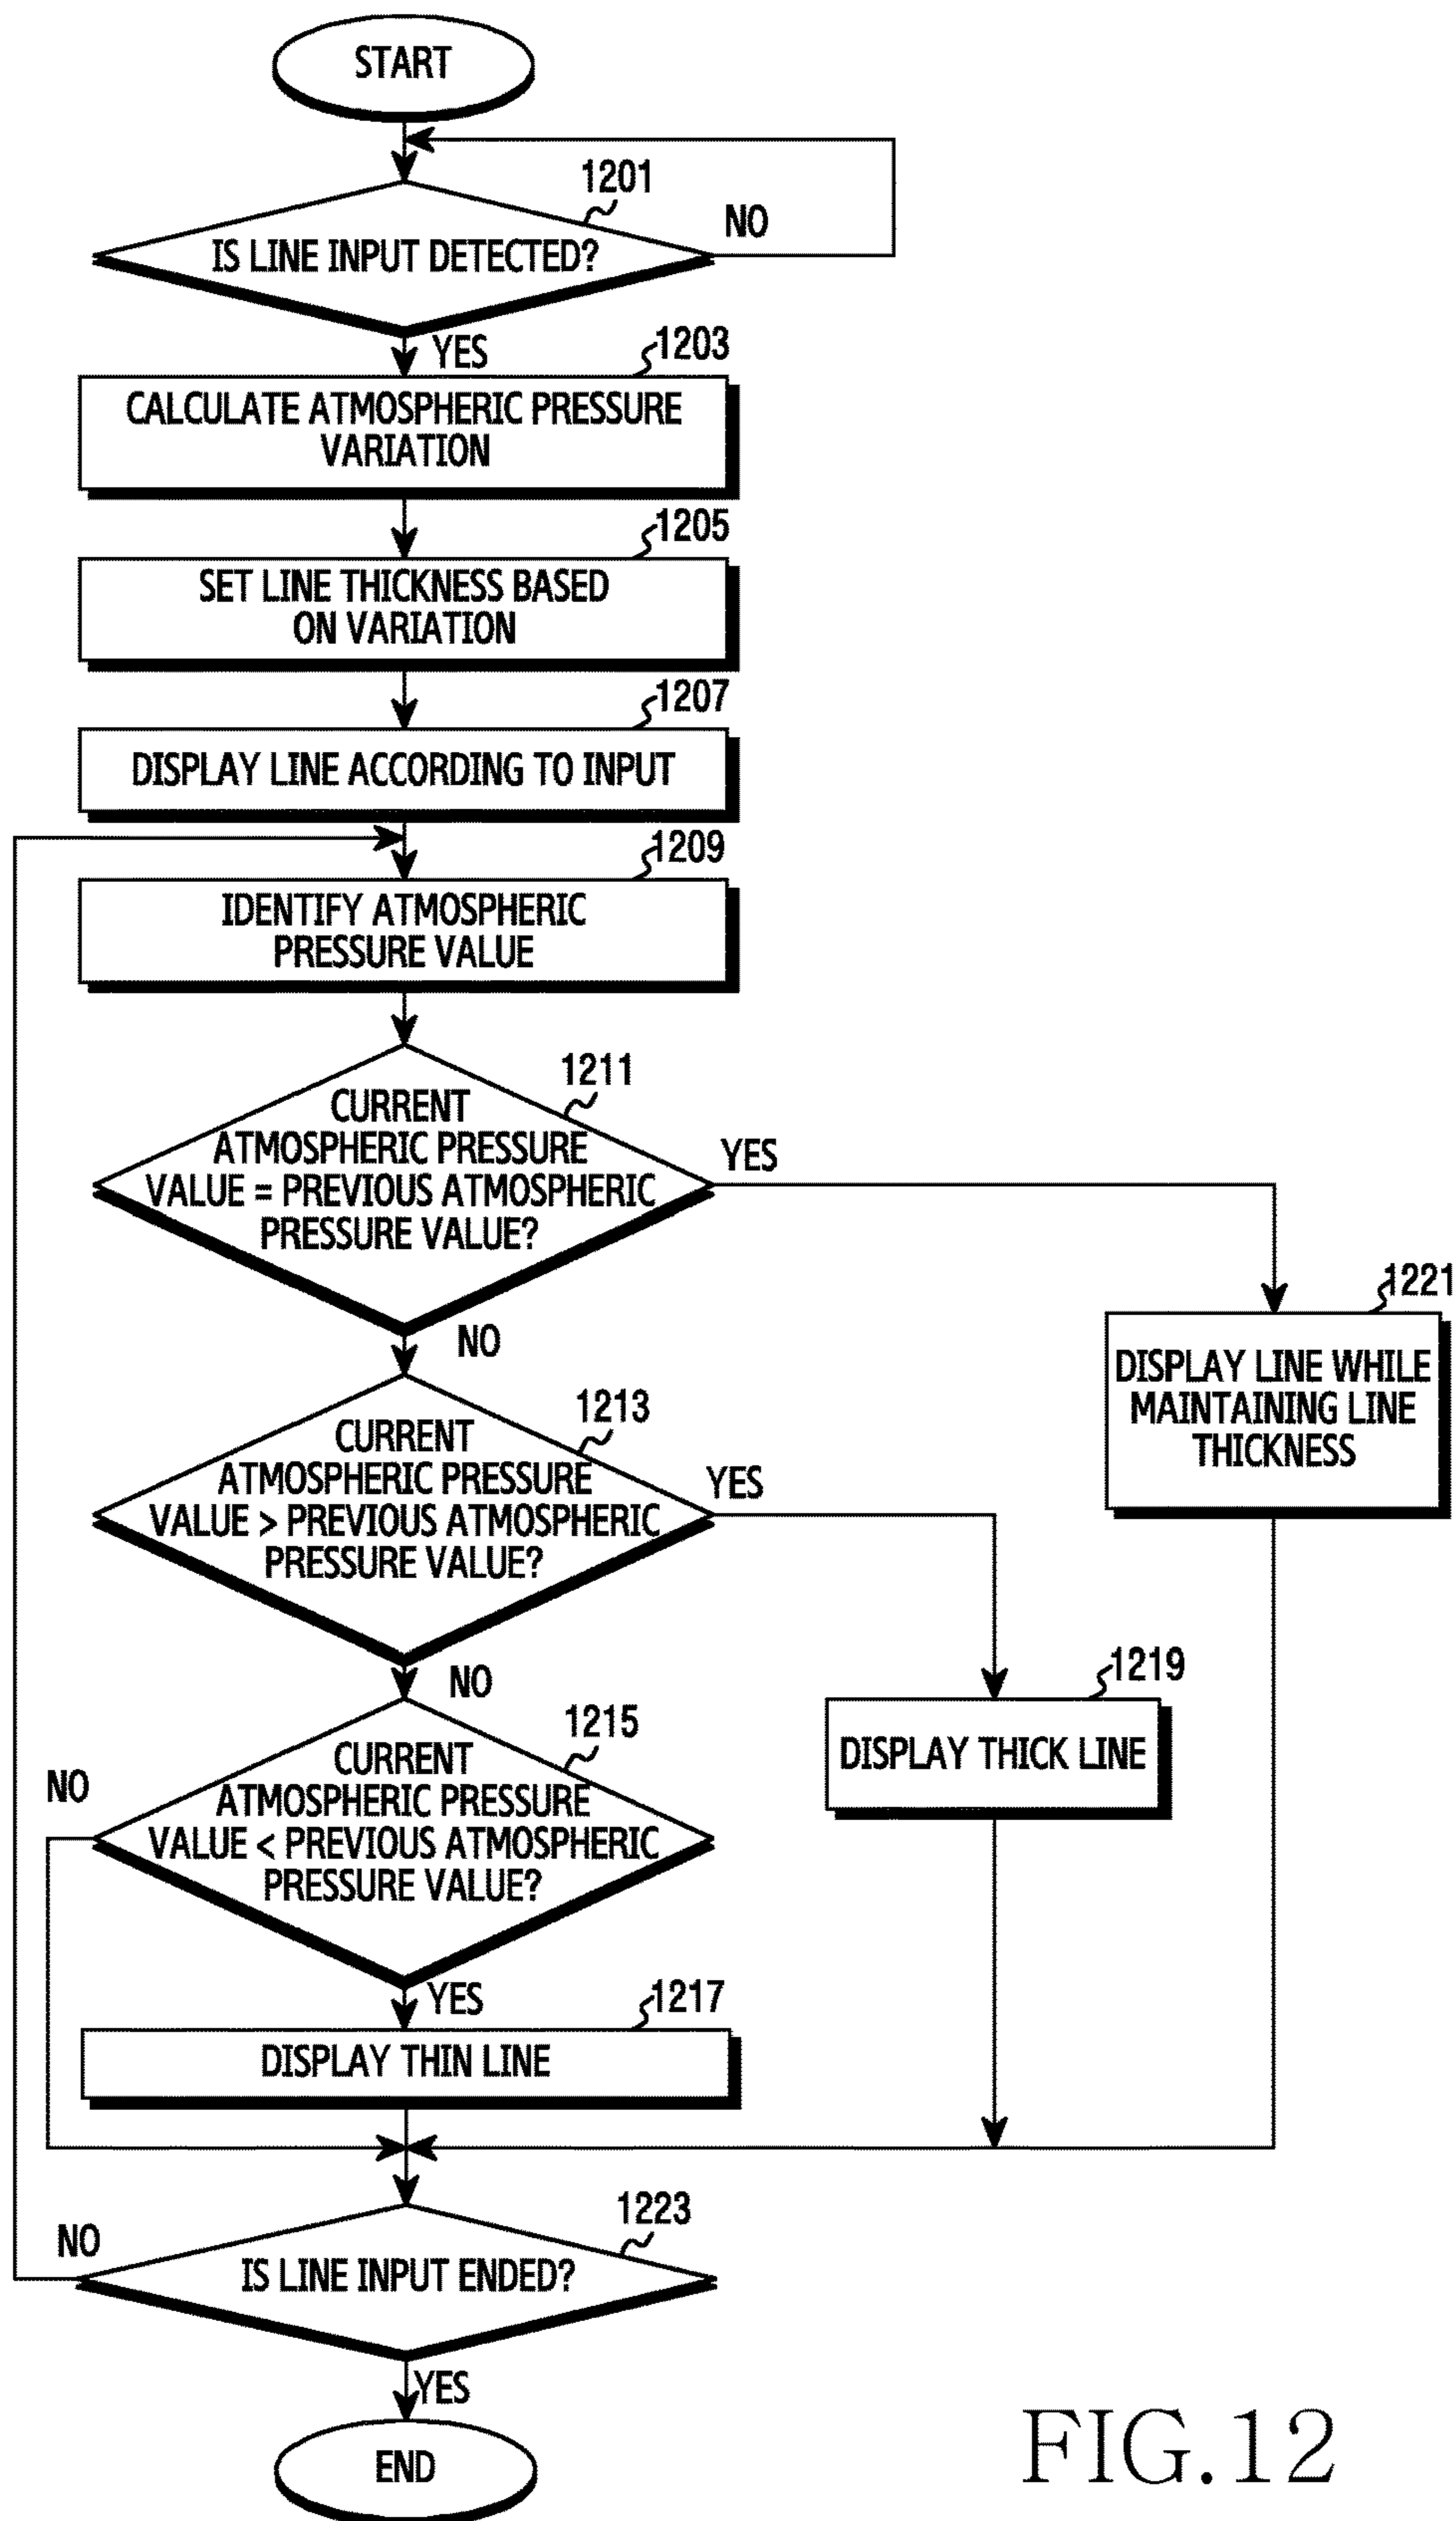 START
1201
NO
IS LINE INPUT DETECTED?
YES
1203
CALCULATE ATMOSPHERIC PRESSURE
VARIATION
1205
SET LINE THICKNESS BASED
ON VARIATION
1207
DISPLAY LINE ACCORDING TO INPUT
1209
IDENTIFY ATMOSPHERIC
PRESSURE VALUE
1211
CURRENT
ATMOSPHERIC PRESSURE
VALUE = PREVIOUS ATMOSPHERIC
PRESSURE VALUE?
YES
NO
1221
DISPLAY LINE WHILE
MAINTAINING LINE
THICKNESS
1213
CURRENT
ATMOSPHERIC PRESSURE
VALUE > PREVIOUS ATMOSPHERIC
PRESSURE VALUE?
YES
NO
1219
DISPLAY THICK LINE
1215
CURRENT
ATMOSPHERIC PRESSURE
VALUE < PREVIOUS ATMOSPHERIC
PRESSURE VALUE?
NO
YES
1217
DISPLAY THIN LINE
1223
NO
IS LINE INPUT ENDED?
YES
END
FIG.12